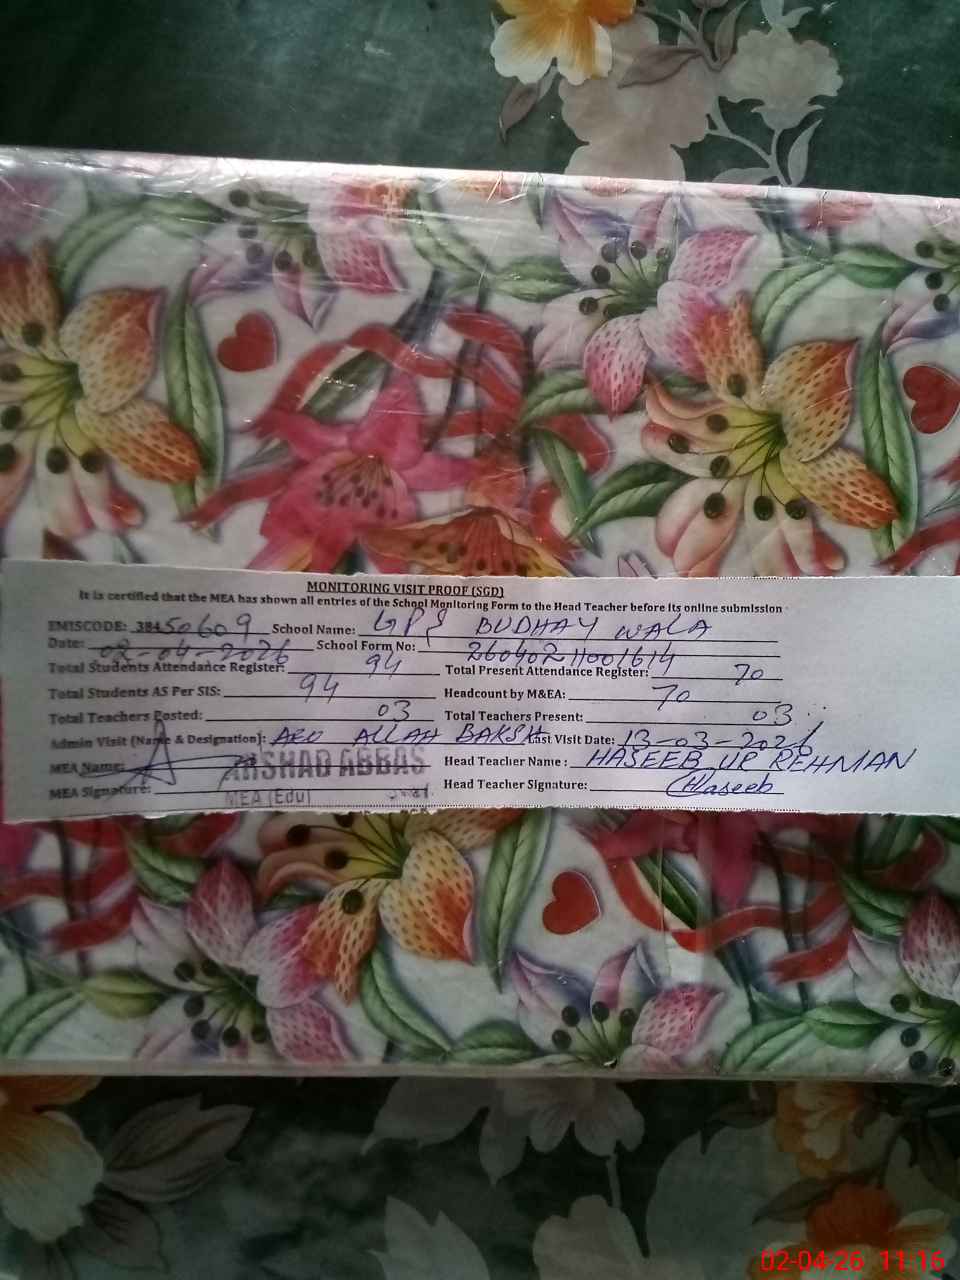 MONITORING VISIT PROOF (SGD)
It is certified that the MEA has shown all entries of the School Monitoring Form to the Head Teacher before its online submission
EMISCODE: 38450609 School Name: GPS BUDHAY WALA
Date: 02-04-2026 School Form No: 26040211001614
Total Students Attendance Register: 94 Total Present Attendance Register: 70
Total Students AS Per SIS: 94 Headcount by M&EA: 70
Total Teachers Posted: 03 Total Teachers Present: 03
Admin Visit (Name & Designation): AEO ALLAH BAKSH Last Visit Date: 13-03-2026
MEA Name: ARSHAD ABBAS Head Teacher Name : HASEEB UR REHMAN
MEA Signature: MEA (Edu) Head Teacher Signature: Haseeb
02-04-26 11:16